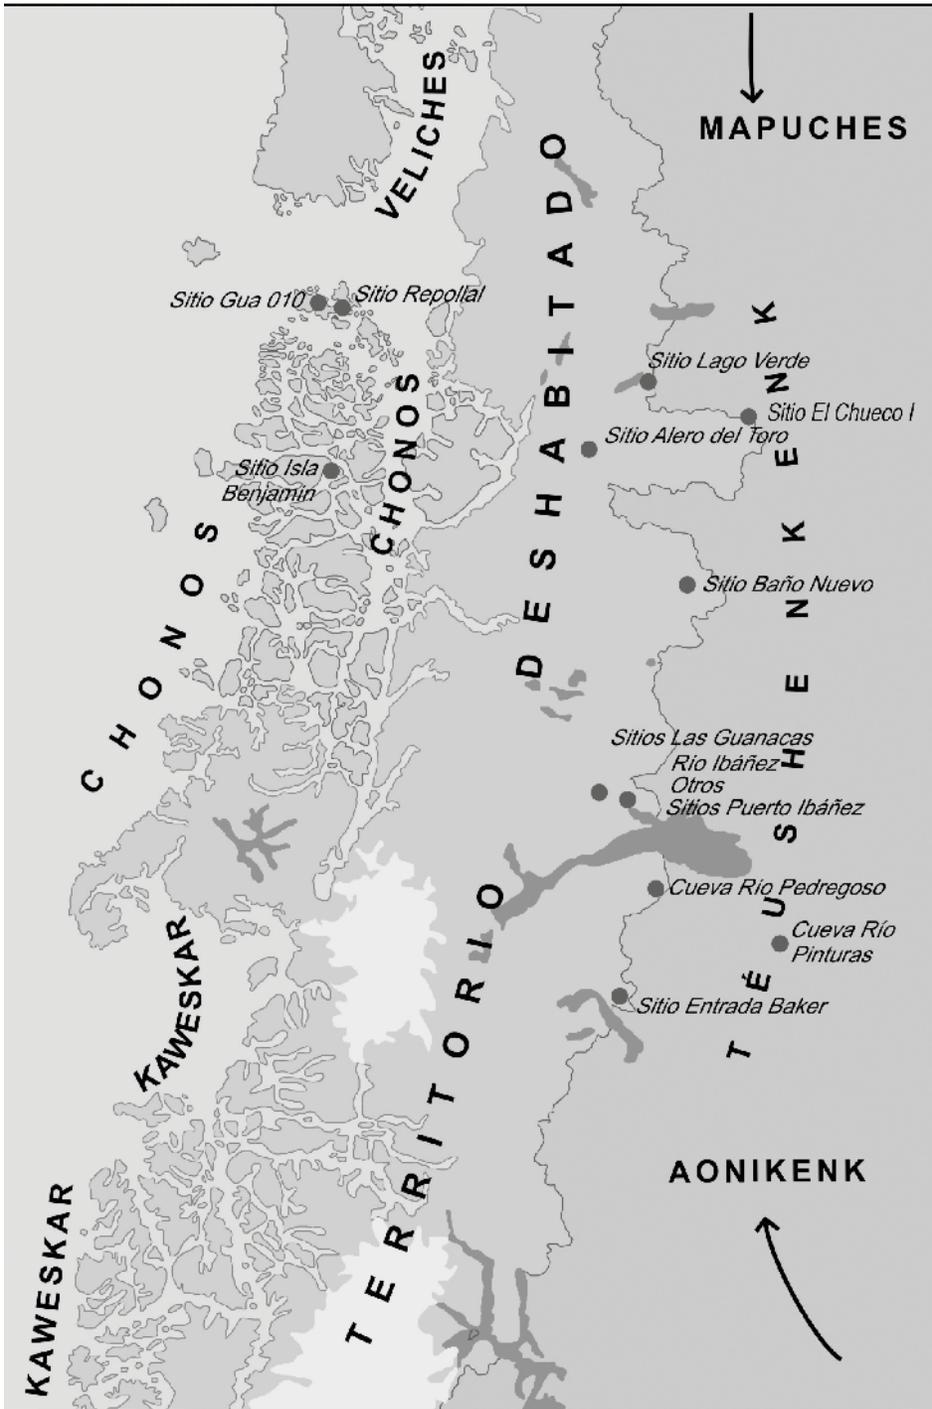 VELICHES
MAPUCHES
TERRITORIO DESHABITADO
Sitio Gua 010
Sitio Repollal
Sitio Lago Verde
Sitio El Chueco I
Sitio Alero del Toro
CHONOS
Sitio Isla
Benjamín
CHONOS
TÉUSHENKENK
Sitio Baño Nuevo
Sitios Las Guanacas
Río Ibáñez
Otros
Sitios Puerto Ibáñez
Cueva Río Pedregoso
Cueva Río
Pinturas
Sitio Entrada Baker
KAWESKAR
AONIKENK
KAWESKAR